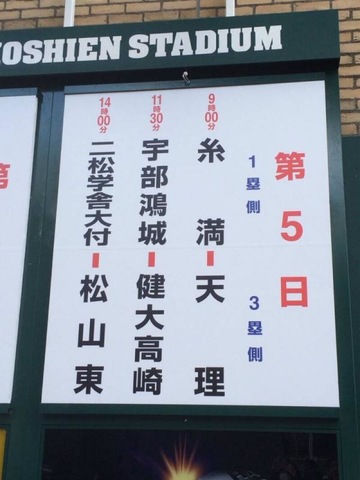 KOSHIEN STADIUM
第5日
1塁側 3塁側
9時00分 糸満-天理
11時30分 宇部鴻城-健大高崎
14時00分 二松学舎大付-松山東
第